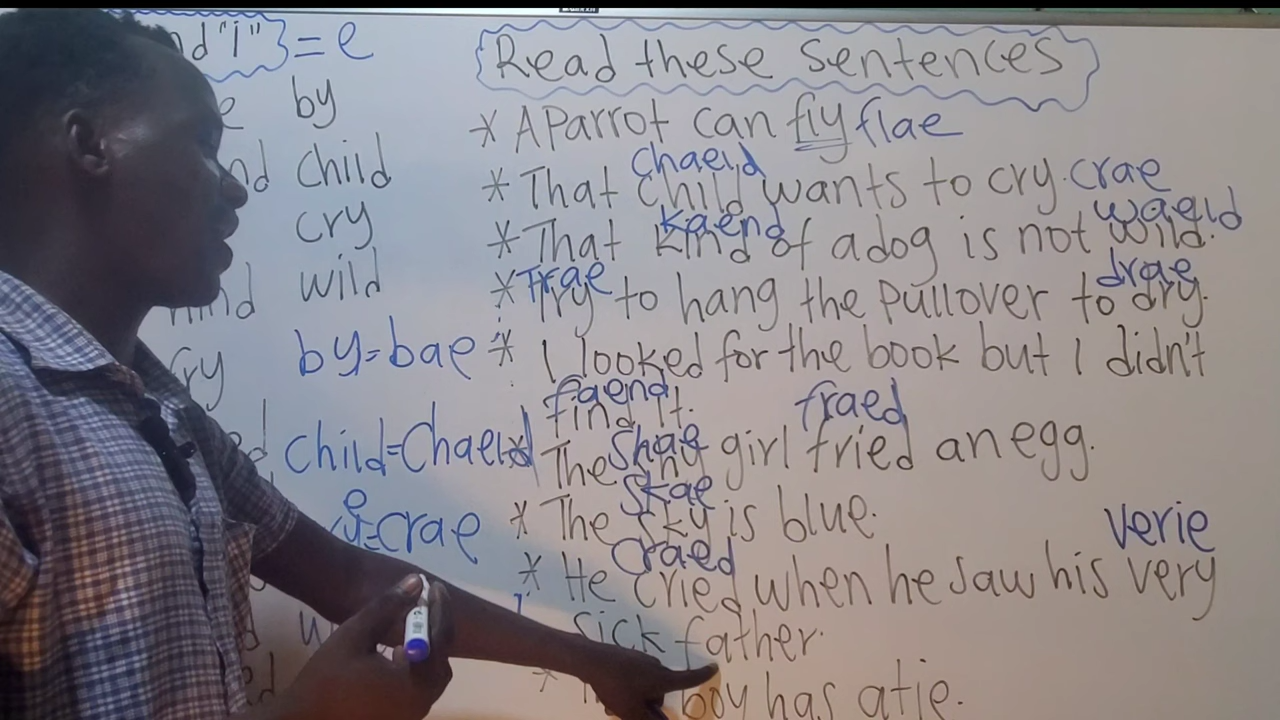 "i" = e
by
child
cry
wild
by=bae
child=Chaeld
y=crae
Read these sentences
* A Parrot can fly flae
Chaeld
* That child wants to cry. crae
kaend waeld
* That kind of a dog is not wild.
Trae drae
* Try to hang the pullover to dry.
* I looked for the book but I didn't
faend fraed
find it.
Shae
* The shy girl fried an egg.
Skae
* The sky is blue.
Craed verie
* He cried when he saw his very
sick father.
* boy has a tie.